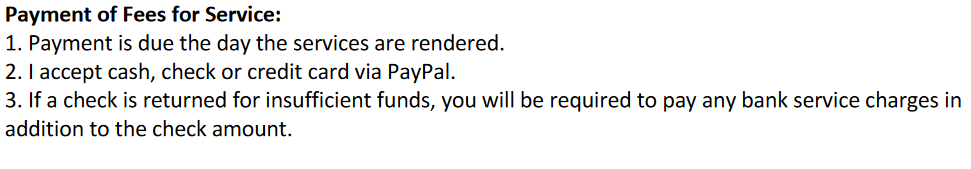 Payment of Fees for Service:
1. Payment is due the day the services are rendered.
2. I accept cash, check or credit card via PayPal.
3. If a check is returned for insufficient funds, you will be required to pay any bank service charges in
addition to the check amount.